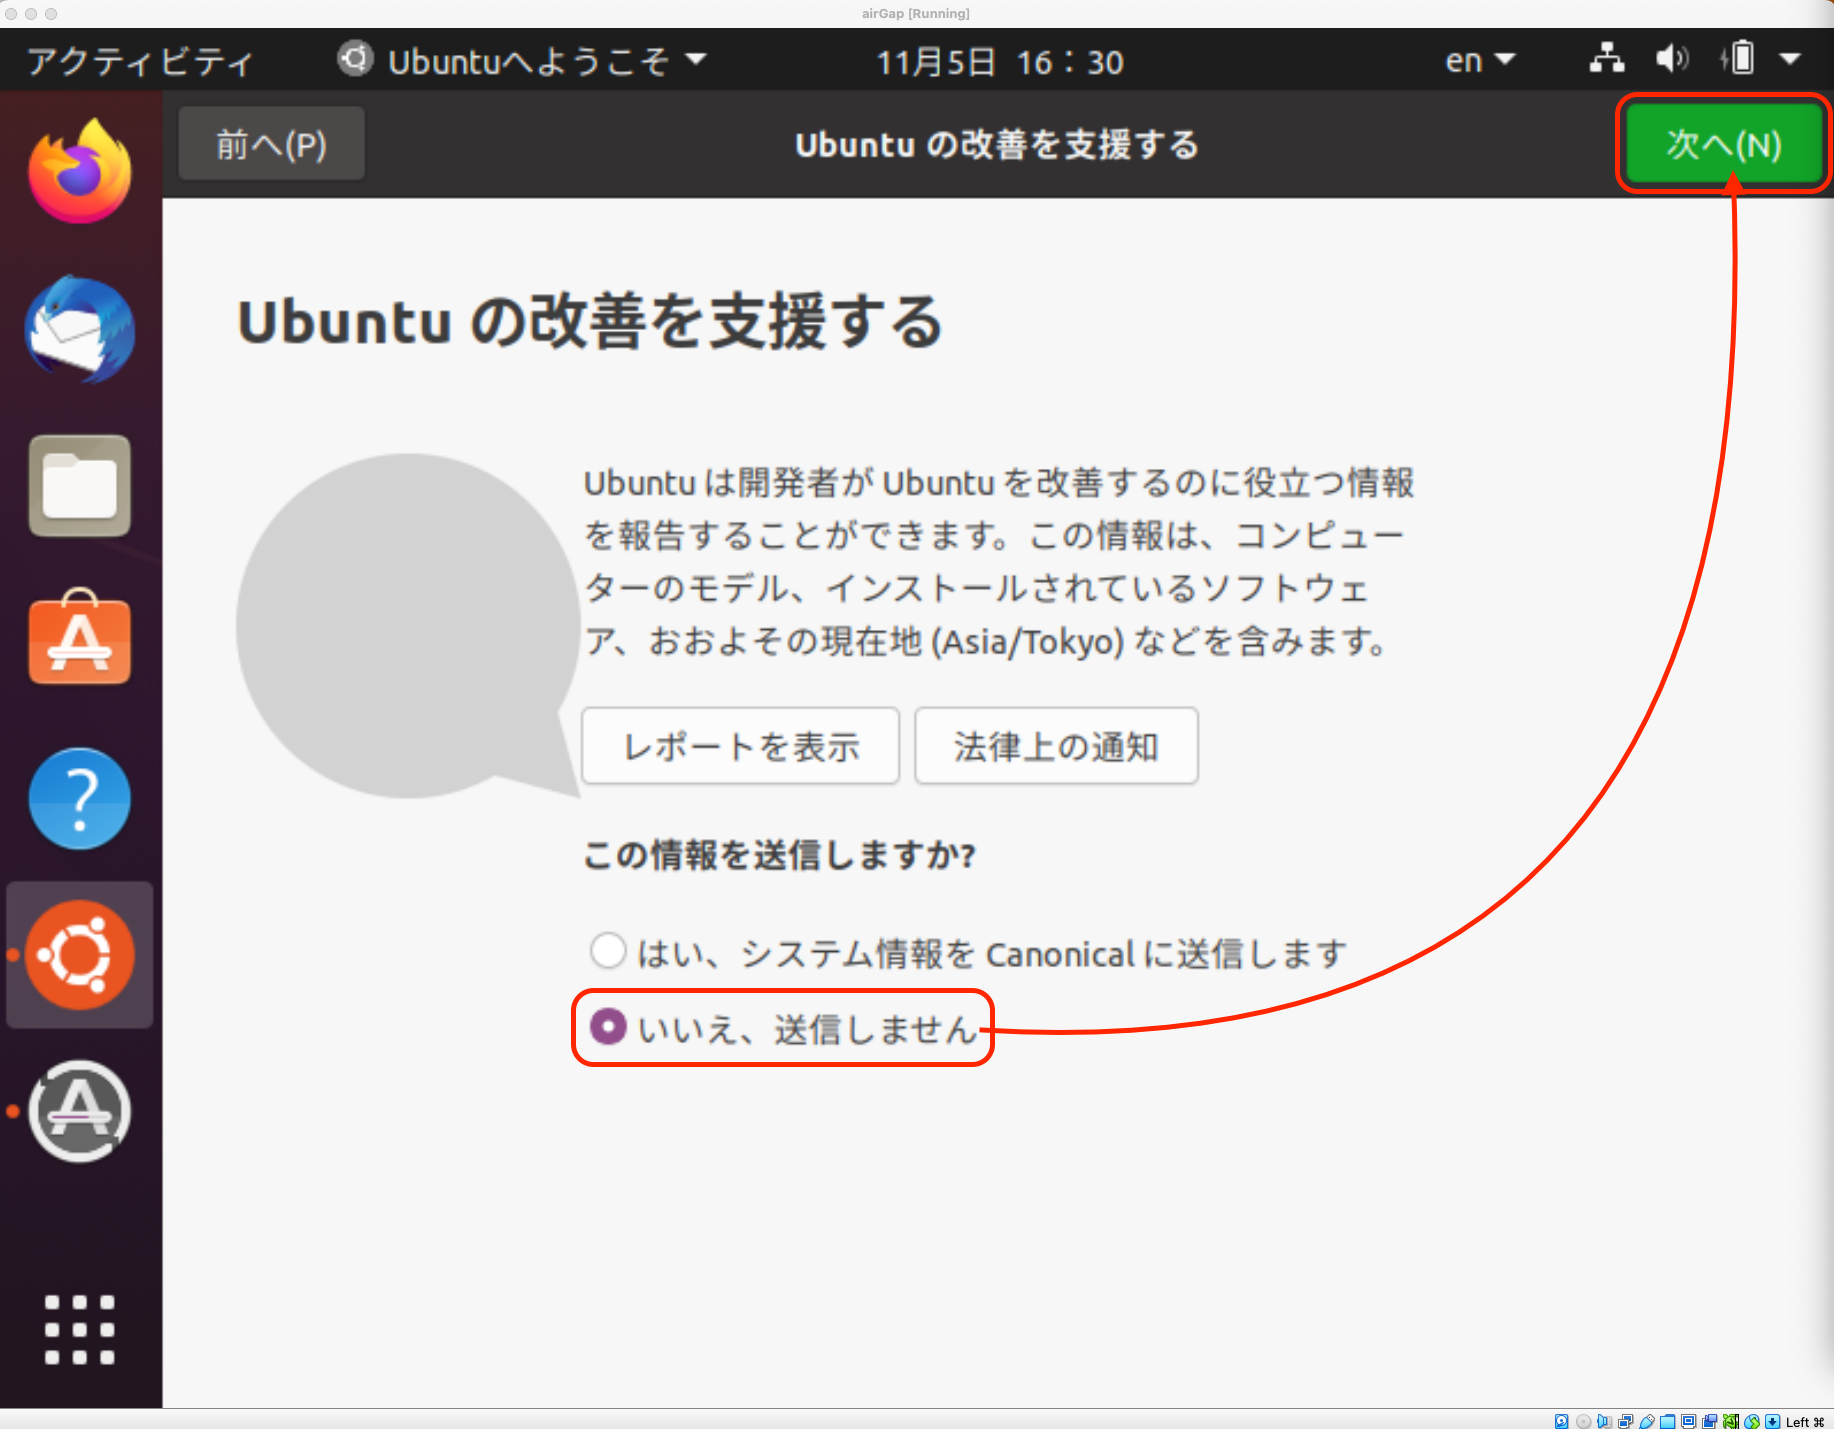 airGap [Running]
アクティビティ Ubuntuへようこそ 11月5日 16：30 en
前へ(P) Ubuntu の改善を支援する 次へ(N)
Ubuntu の改善を支援する
Ubuntu は開発者が Ubuntu を改善するのに役立つ情報
を報告することができます。この情報は、コンピュー
ターのモデル、インストールされているソフトウェ
ア、おおよその現在地 (Asia/Tokyo) などを含みます。
レポートを表示 法律上の通知
この情報を送信しますか?
はい、システム情報を Canonical に送信します
いいえ、送信しません
Left ⌘